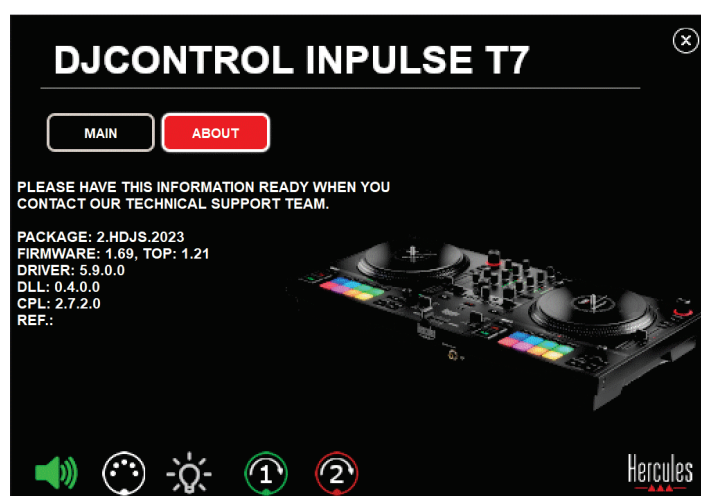 DJCONTROL INPULSE T7
MAIN
ABOUT
PLEASE HAVE THIS INFORMATION READY WHEN YOU
CONTACT OUR TECHNICAL SUPPORT TEAM.
PACKAGE: 2.HDJS.2023
FIRMWARE: 1.69, TOP: 1.21
DRIVER: 5.9.0.0
DLL: 0.4.0.0
CPL: 2.7.2.0
REF.:
1
2
Hercules